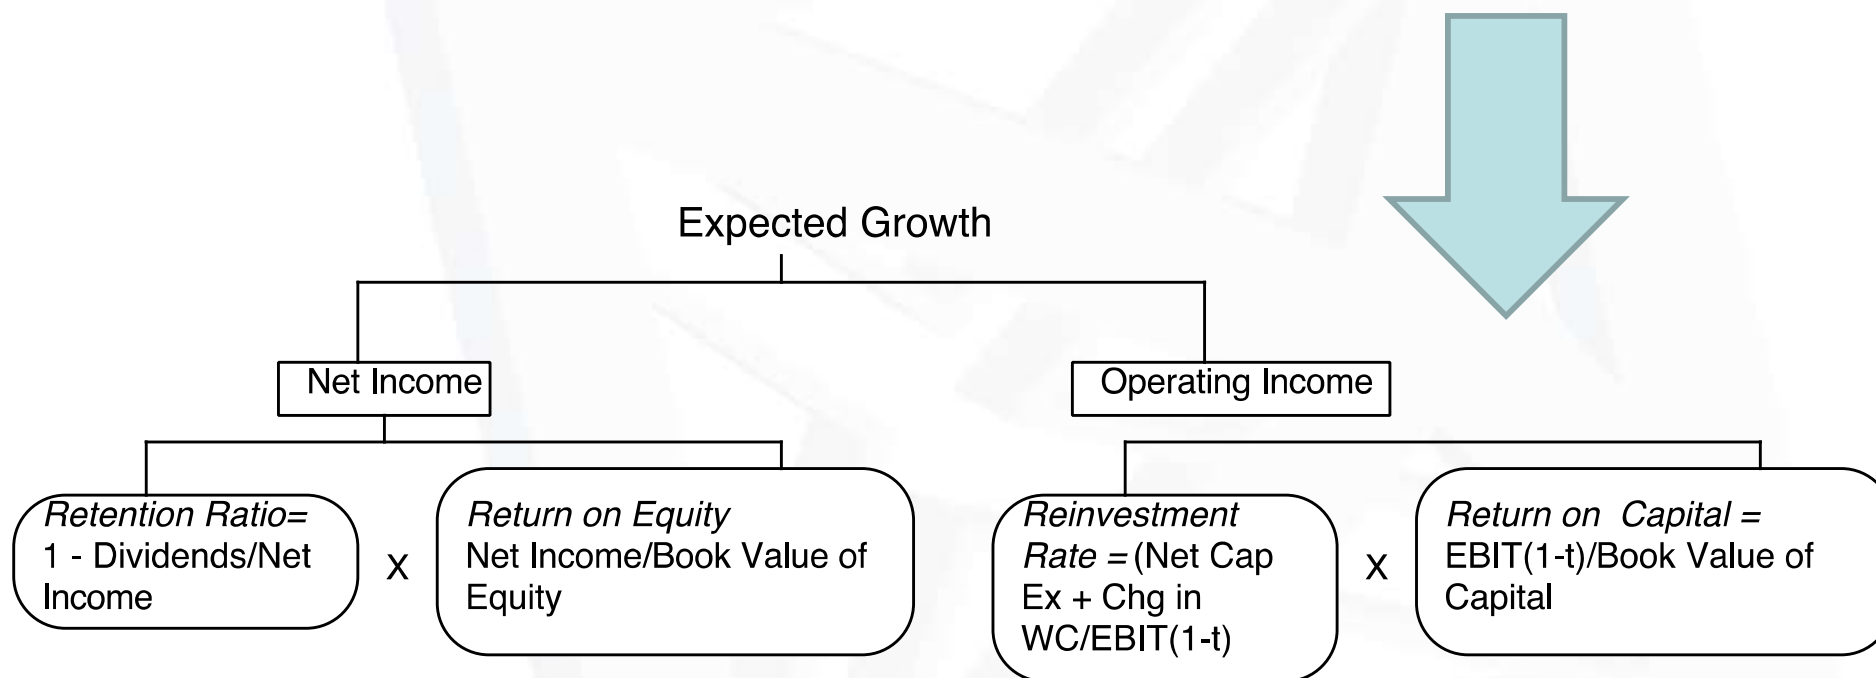 Expected Growth
Net Income
Operating Income
Retention Ratio=
1 - Dividends/Net
Income
X
Return on Equity
Net Income/Book Value of
Equity
Reinvestment
Rate = (Net Cap
Ex + Chg in
WC/EBIT(1-t)
X
Return on  Capital =
EBIT(1-t)/Book Value of
Capital